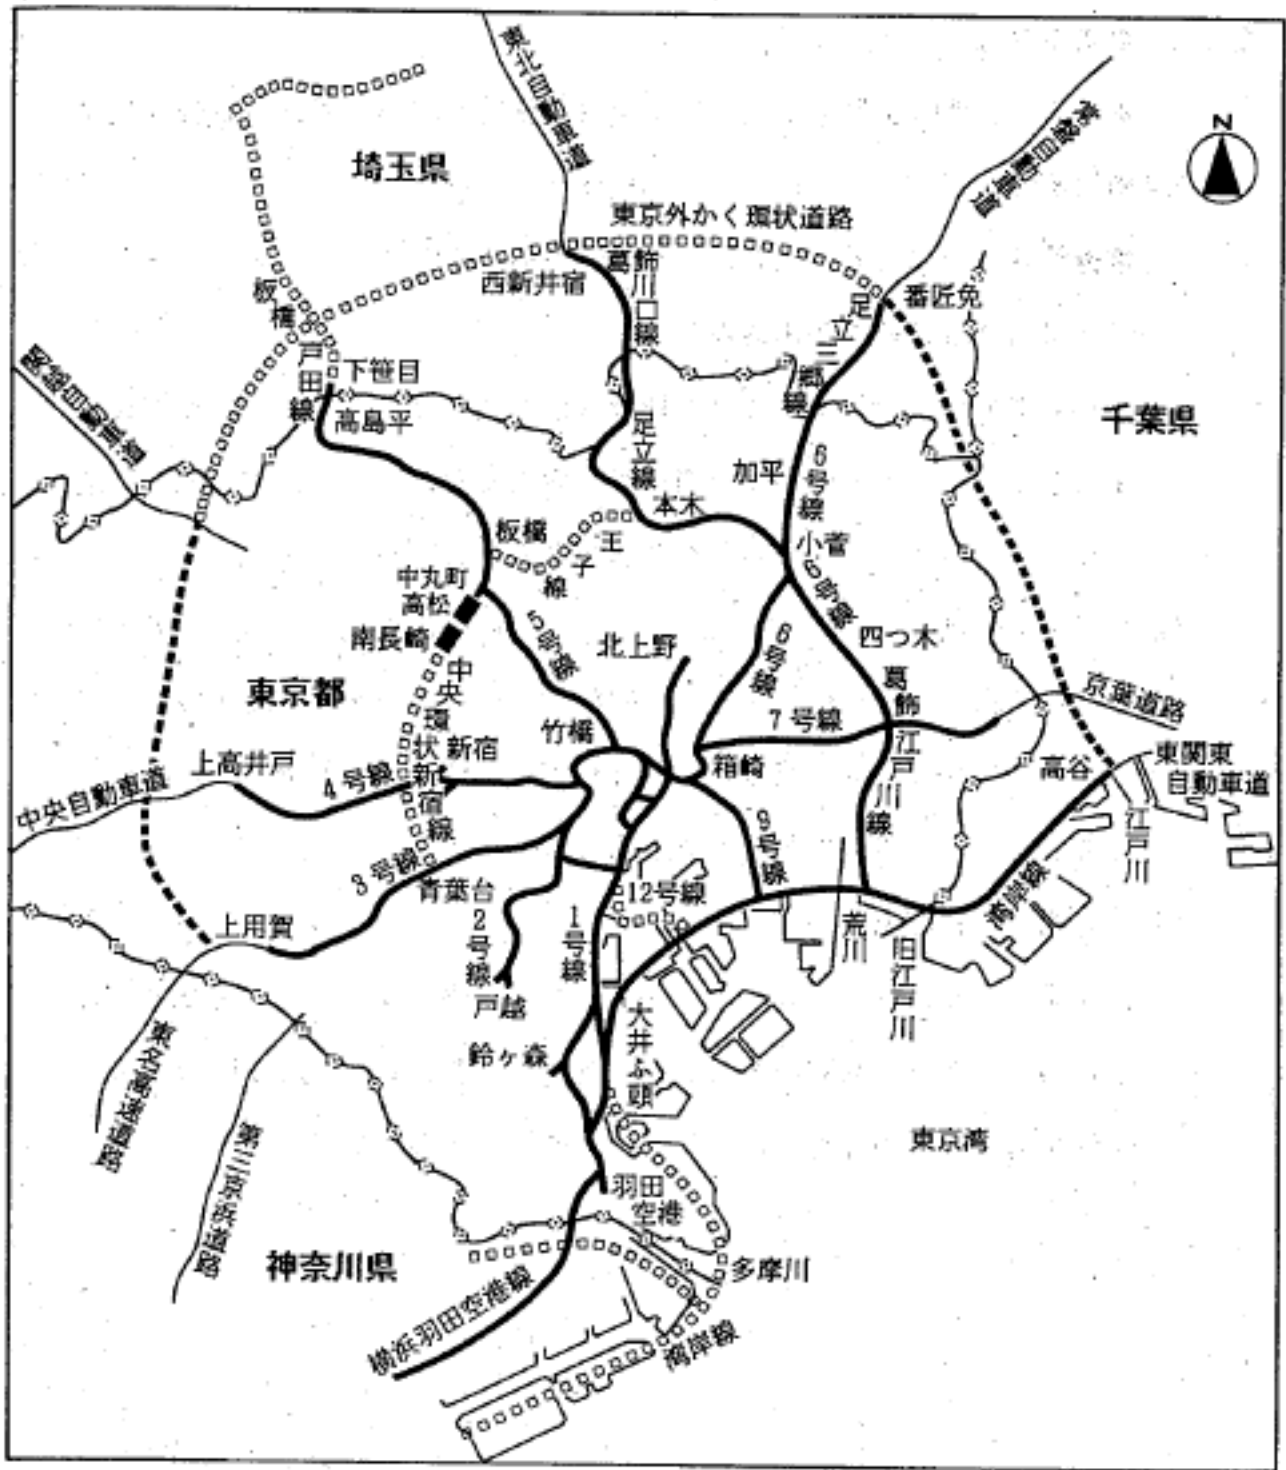 東北自動車道
常磐自動車道
N
埼玉県
東京外かく環状道路
西新井宿
葛飾川口線
足立三郷線
番匠免
板橋戸田線
下笹目
高島平
関越自動車道
千葉県
足立線
加平
6号線
本木
板橋
王子線
小菅
6号線
中丸町
高松
南長崎
5号線
北上野
6号線
四つ木
東京都
中央環状新宿線
新宿
竹橋
7号線
葛飾江戸川線
京葉道路
箱崎
高谷
東関東
自動車道
上高井戸
4号線
中央自動車道
9号線
江戸川
3号線
青葉台
12号線
湾岸線
上用賀
2号線
1号線
荒川
旧江戸川
戸越
大井ふ頭
鈴ヶ森
東名高速道路
第三京浜道路
東京湾
羽田
空港
神奈川県
多摩川
横浜羽田空港線
湾岸線